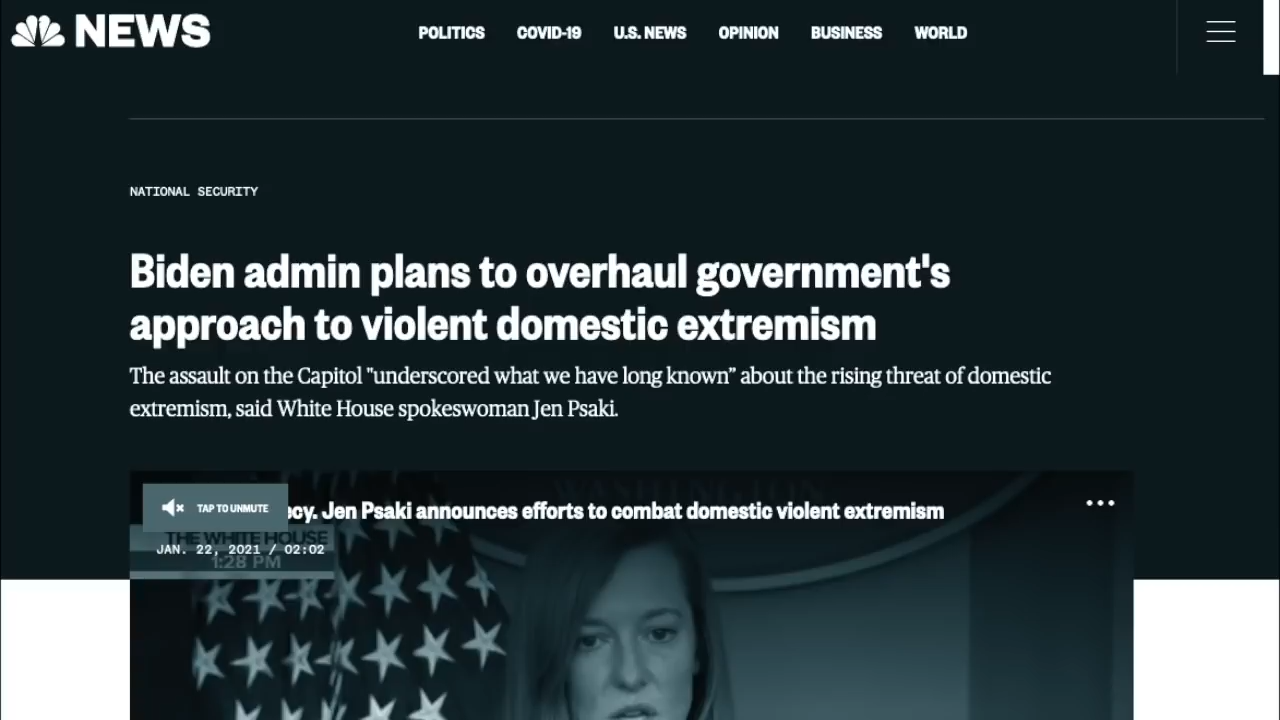 NEWS
POLITICS COVID-19 U.S. NEWS OPINION BUSINESS WORLD
NATIONAL SECURITY
Biden admin plans to overhaul government's
approach to violent domestic extremism
The assault on the Capitol "underscored what we have long known” about the rising threat of domestic
extremism, said White House spokeswoman Jen Psaki.
WASHINGTON
TAP TO UNMUTE
ecy. Jen Psaki announces efforts to combat domestic violent extremism
THE WHITE HOUSE
JAN. 22, 2021 / 02:02
1:28 PM